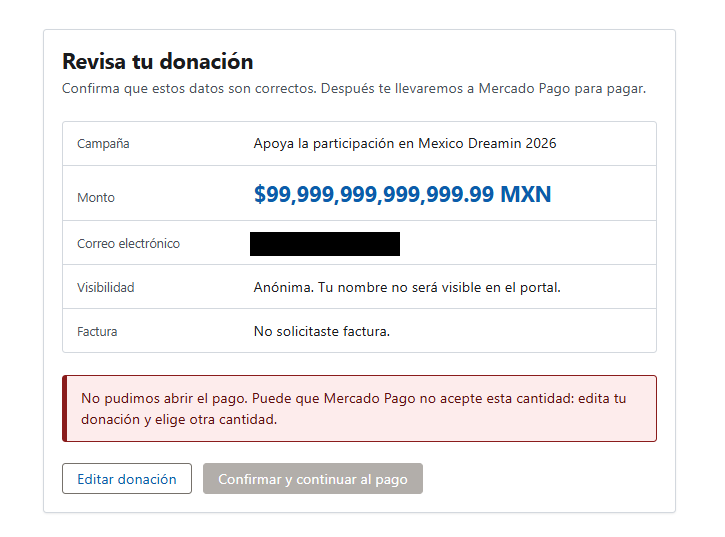 Revisa tu donación
Confirma que estos datos son correctos. Después te llevaremos a Mercado Pago para pagar.
Campaña Apoya la participación en Mexico Dreamin 2026
Monto $99,999,999,999,999.99 MXN
Correo electrónico
Visibilidad Anónima. Tu nombre no será visible en el portal.
Factura No solicitaste factura.
No pudimos abrir el pago. Puede que Mercado Pago no acepte esta cantidad: edita tu
donación y elige otra cantidad.
Editar donación Confirmar y continuar al pago